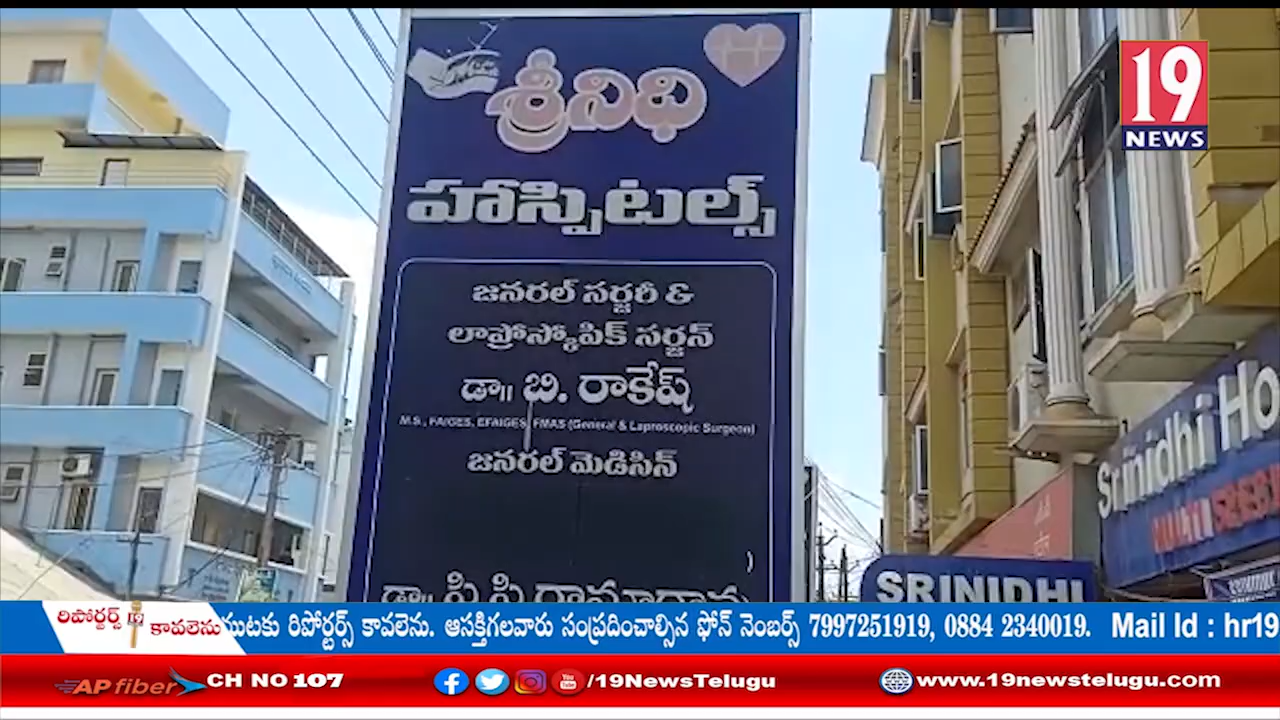 శ్రీనిధి
హాస్పిటల్స్
జనరల్ సర్జరీ &
లాప్రోస్కోపిక్ సర్జన్
డా॥ బి. రాకేష్
M.S., FAIGES, EFAIGES, FMAS (General & Laproscopic Surgeon)
జనరల్ మెడిసిన్
డా॥
19
NEWS
Srinidhi Ho
SRINIDHI
రిపోర్టర్స్ కావలెను
రిపోర్టర్స్ కావలెను. ఆసక్తిగలవారు సంప్రదించాల్సిన ఫోన్ నెంబర్స్ 7997251919, 0884 2340019. Mail Id : hr19
AP fiber CH NO 107
/19NewsTelugu
www.19newstelugu.com